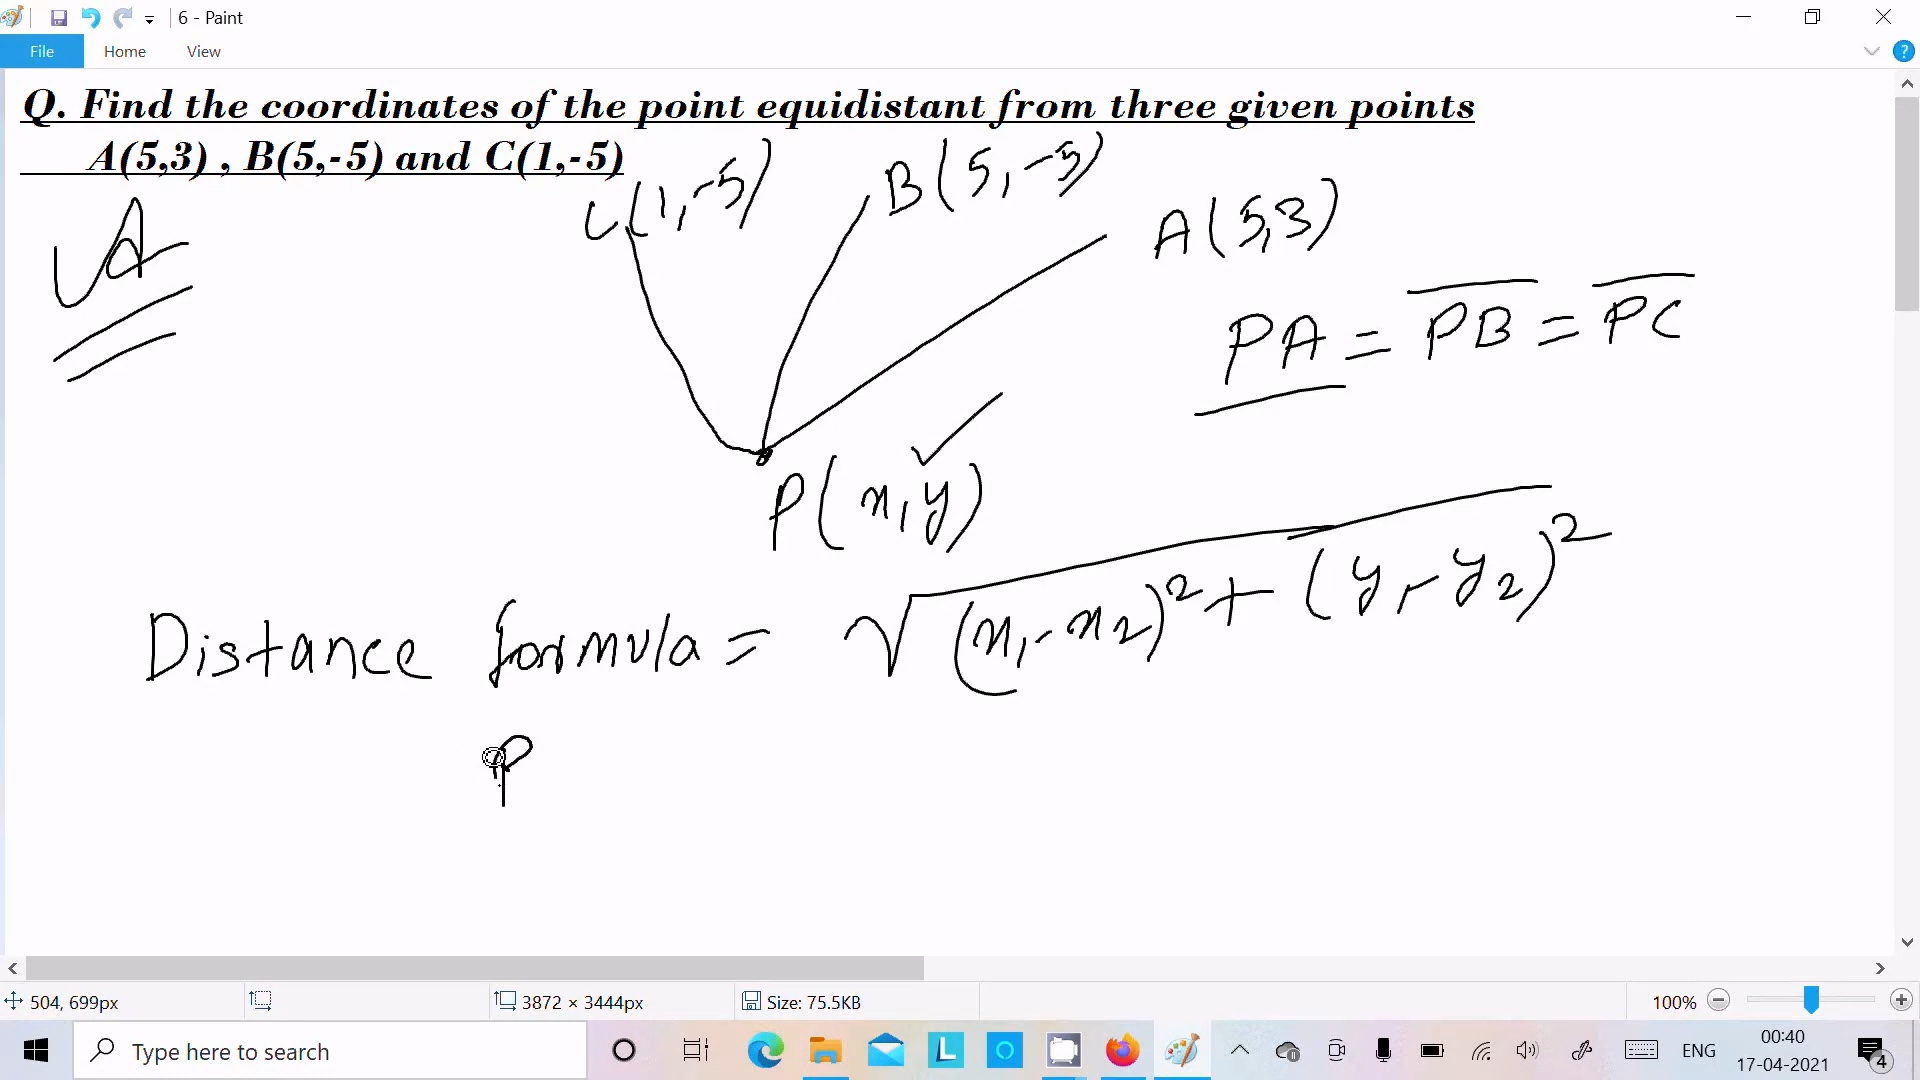 6 - Paint
File Home View
Q. Find the coordinates of the point equidistant from three given points
A(5,3) , B(5,-5) and C(1,-5)
C(1,-5) B(5,-5) A(5,3)
PA = PB = PC
P(x,y)
Distance formula = √(x₁-x₂)²+(y₁-y₂)²
P
504, 699px 3872 × 3444px Size: 75.5KB 100%
Type here to search
ENG
00:40
17-04-2021
4